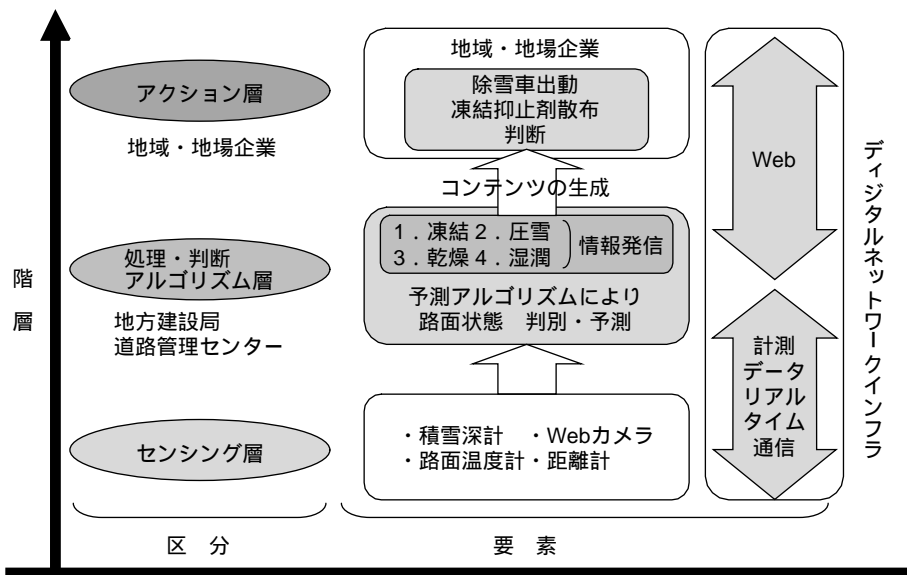 階層
アクション層
地域・地場企業
処理・判断
アルゴリズム層
地方建設局
道路管理センター
センシング層
区 分
地域・地場企業
除雪車出動
凍結抑止剤散布
判断
コンテンツの生成
1．凍結 2．圧雪
3．乾燥 4．湿潤
情報発信
予測アルゴリズムにより
路面状態 判別・予測
・積雪深計 ・Webカメラ
・路面温度計・距離計
要 素
Web
計測
データ
リアル
タイム
通信
ディジタルネットワークインフラ